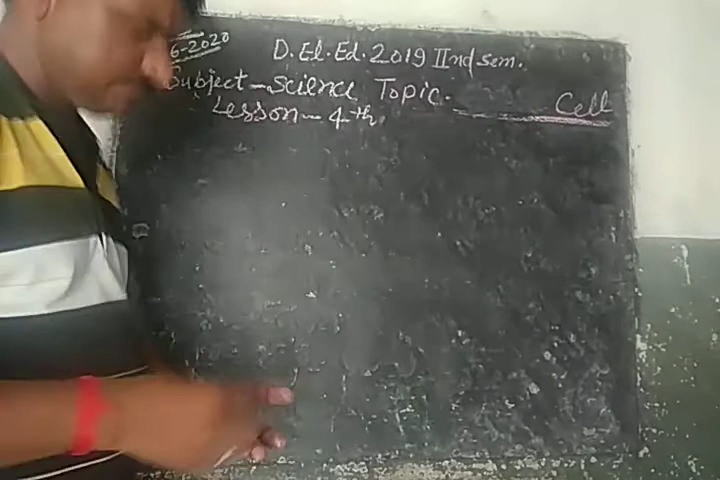 6-2020
D.El.Ed.2019 IInd sem.
Subject - Science Topic - Cell
Lesson - 4th